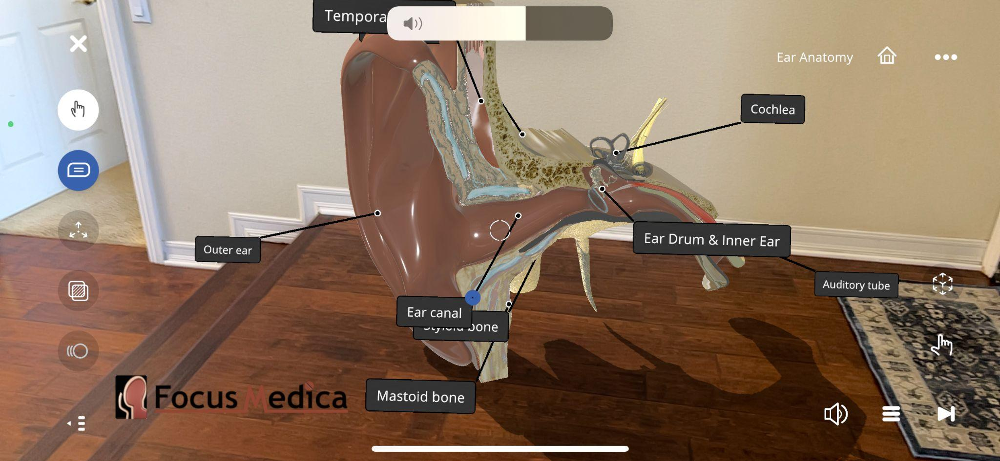 Ear Anatomy
Cochlea
Outer ear
Ear Drum & Inner Ear
Auditory tube
Ear canal
bone
Mastoid bone
Focus Medica